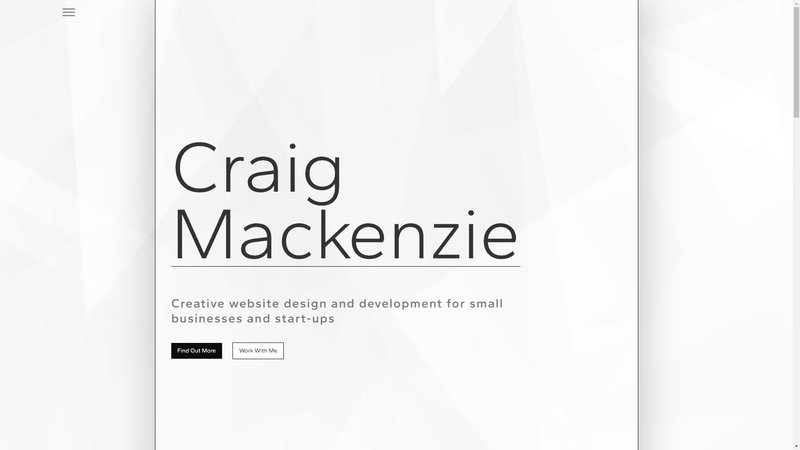 Craig
Mackenzie
Creative website design and development for small
businesses and start-ups
Find Out More
Work With Me